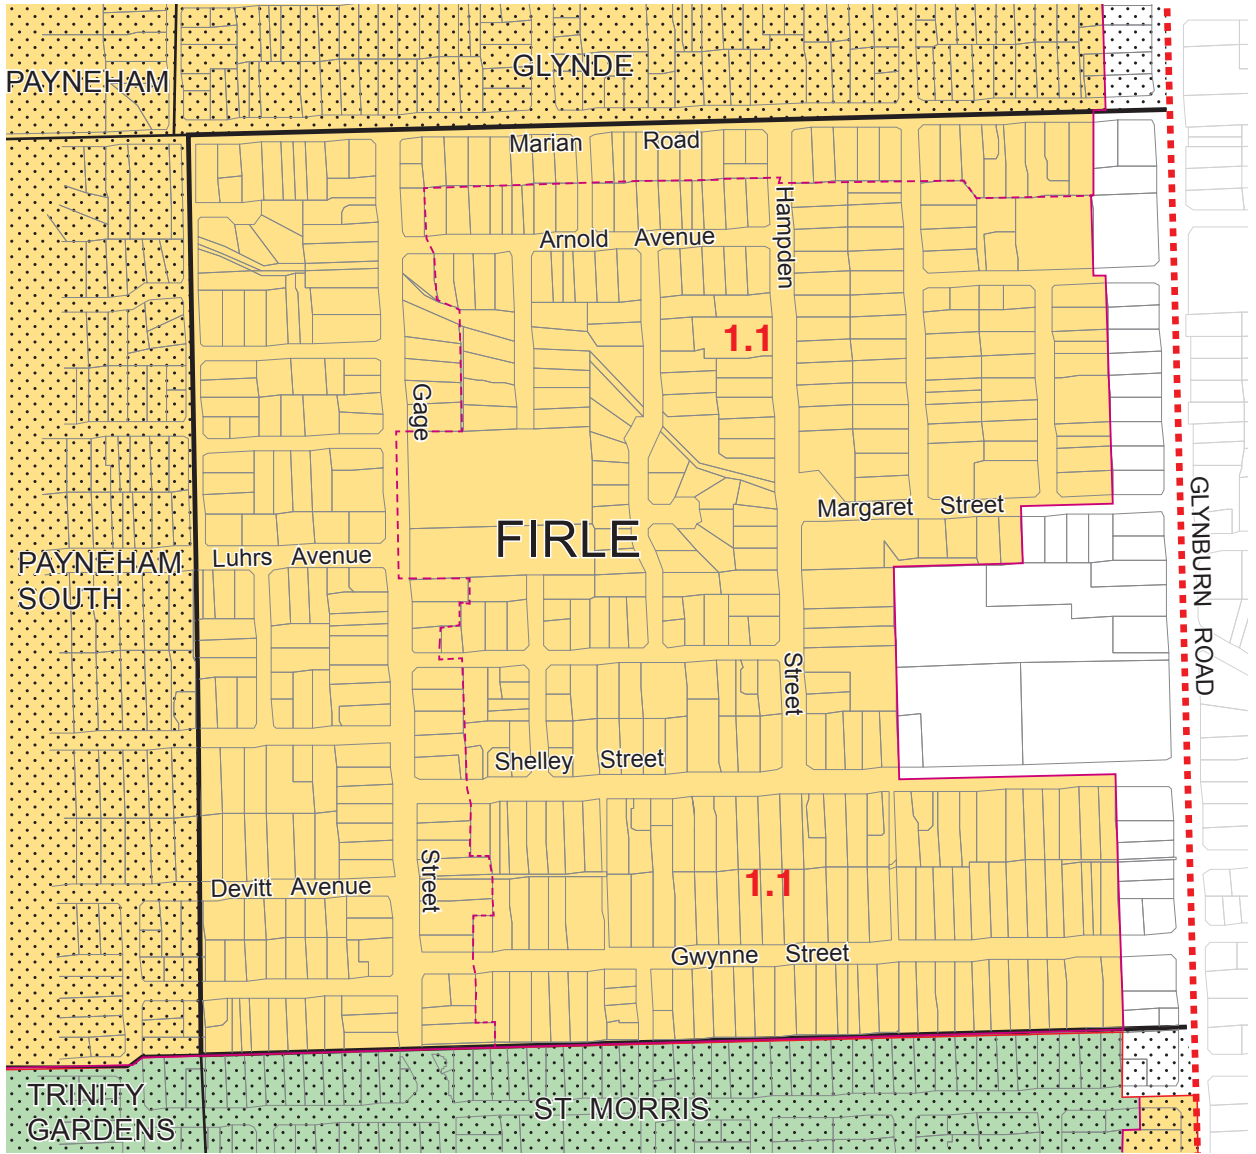 GLYNDE
PAYNEHAM
Marian Road
Hampden
Arnold Avenue
1.1
Gage
GLYNBURN ROAD
Margaret Street
FIRLE
Luhrs Avenue
PAYNEHAM
SOUTH
Street
Shelley Street
Street
Devitt Avenue
1.1
Gwynne Street
TRINITY
GARDENS
ST MORRIS